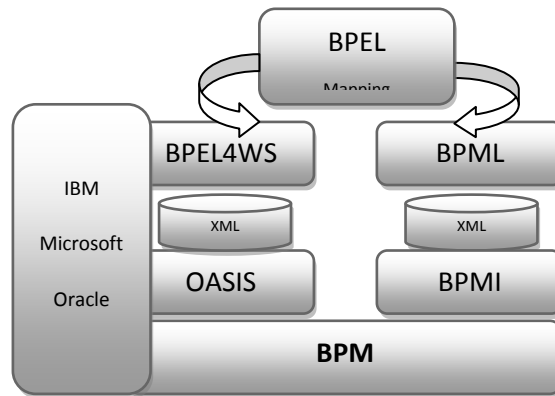 BPEL
Mapping
BPEL4WS
BPML
IBM
Microsoft
Oracle
XML
XML
OASIS
BPMI
BPM